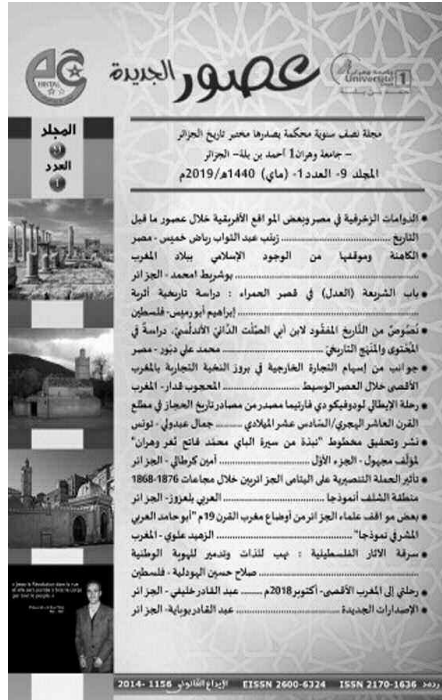 عصور الجديدة
Université 1
المجلد
9
العدد
1
مجلة نصف سنوية محكمة يصدرها مختبر تاريخ الجزائر
– جامعة وهران1 أحمد بن بلة– الجزائر
المجلد 9- العدد1- (ماي) 1440هـ/2019م
الدوامات الزخرفية في مصر وبعض المواقع الأفريقية خلال عصور ما قبل
التاريخ ........ زينب عبد التواب رياض خميس - مصر
الكاهنة وموقفها من الوجود الإسلامي ببلاد المغرب
........ بوشريط امحمد - الجزائر
باب الشريعة (العدل) في قصر الحمراء : دراسة تاريخية أثرية
........ إبراهيم أبورميس - فلسطين
نصوص من التاريخ المفقود لابن أبي الصلت الداني الأندلسي، دراسة في
المحتوى والمنهج التاريخي ........ محمد علي دبور - مصر
جوانب من إسهام التجارة الخارجية في بروز النخبة التجارية بالمغرب
الأقصى خلال العصر الوسيط ........ المحجوب قدار - المغرب
رحلة الإيطالي لودوفيكو دي فارتيما مصدر من مصادر تاريخ الحجاز في مطلع
القرن العاشر الهجري/السادس عشر الميلادي ........ جمال عبدولي - تونس
نشر وتحقيق مخطوط "نبذة من سيرة الباي محمد فاتح ثغر وهران"
لمؤلف مجهول - الجزء الأول ........ أمين كرطالي - الجزائر
تأثير الحملة التنصيرية على اليتامى الجزائريين خلال مجاعات 1876-1868
منطقة الشلف أنموذجا ........ العربي بلعزوز - الجزائر
بعض مواقف علماء الجزائر من أوضاع مغرب القرن 19م "أبو حامد العربي
المشرفي نموذجا" ........ الزهيد علوي - المغرب
سرقة الآثار الفلسطينية : نهب للذات وتدمير للهوية الوطنية
........ صلاح حسين الهودلية - فلسطين
رحلتي إلى المغرب الأقصى - أكتوبر 2018م ........ عبد القادر خليفي - الجزائر
الإصدارات الجديدة ........ عبد القادر بوباية - الجزائر
ردمد ISSN 2170-1636 EISSN 2600-6324 الإيداع القانوني 1156 -2014